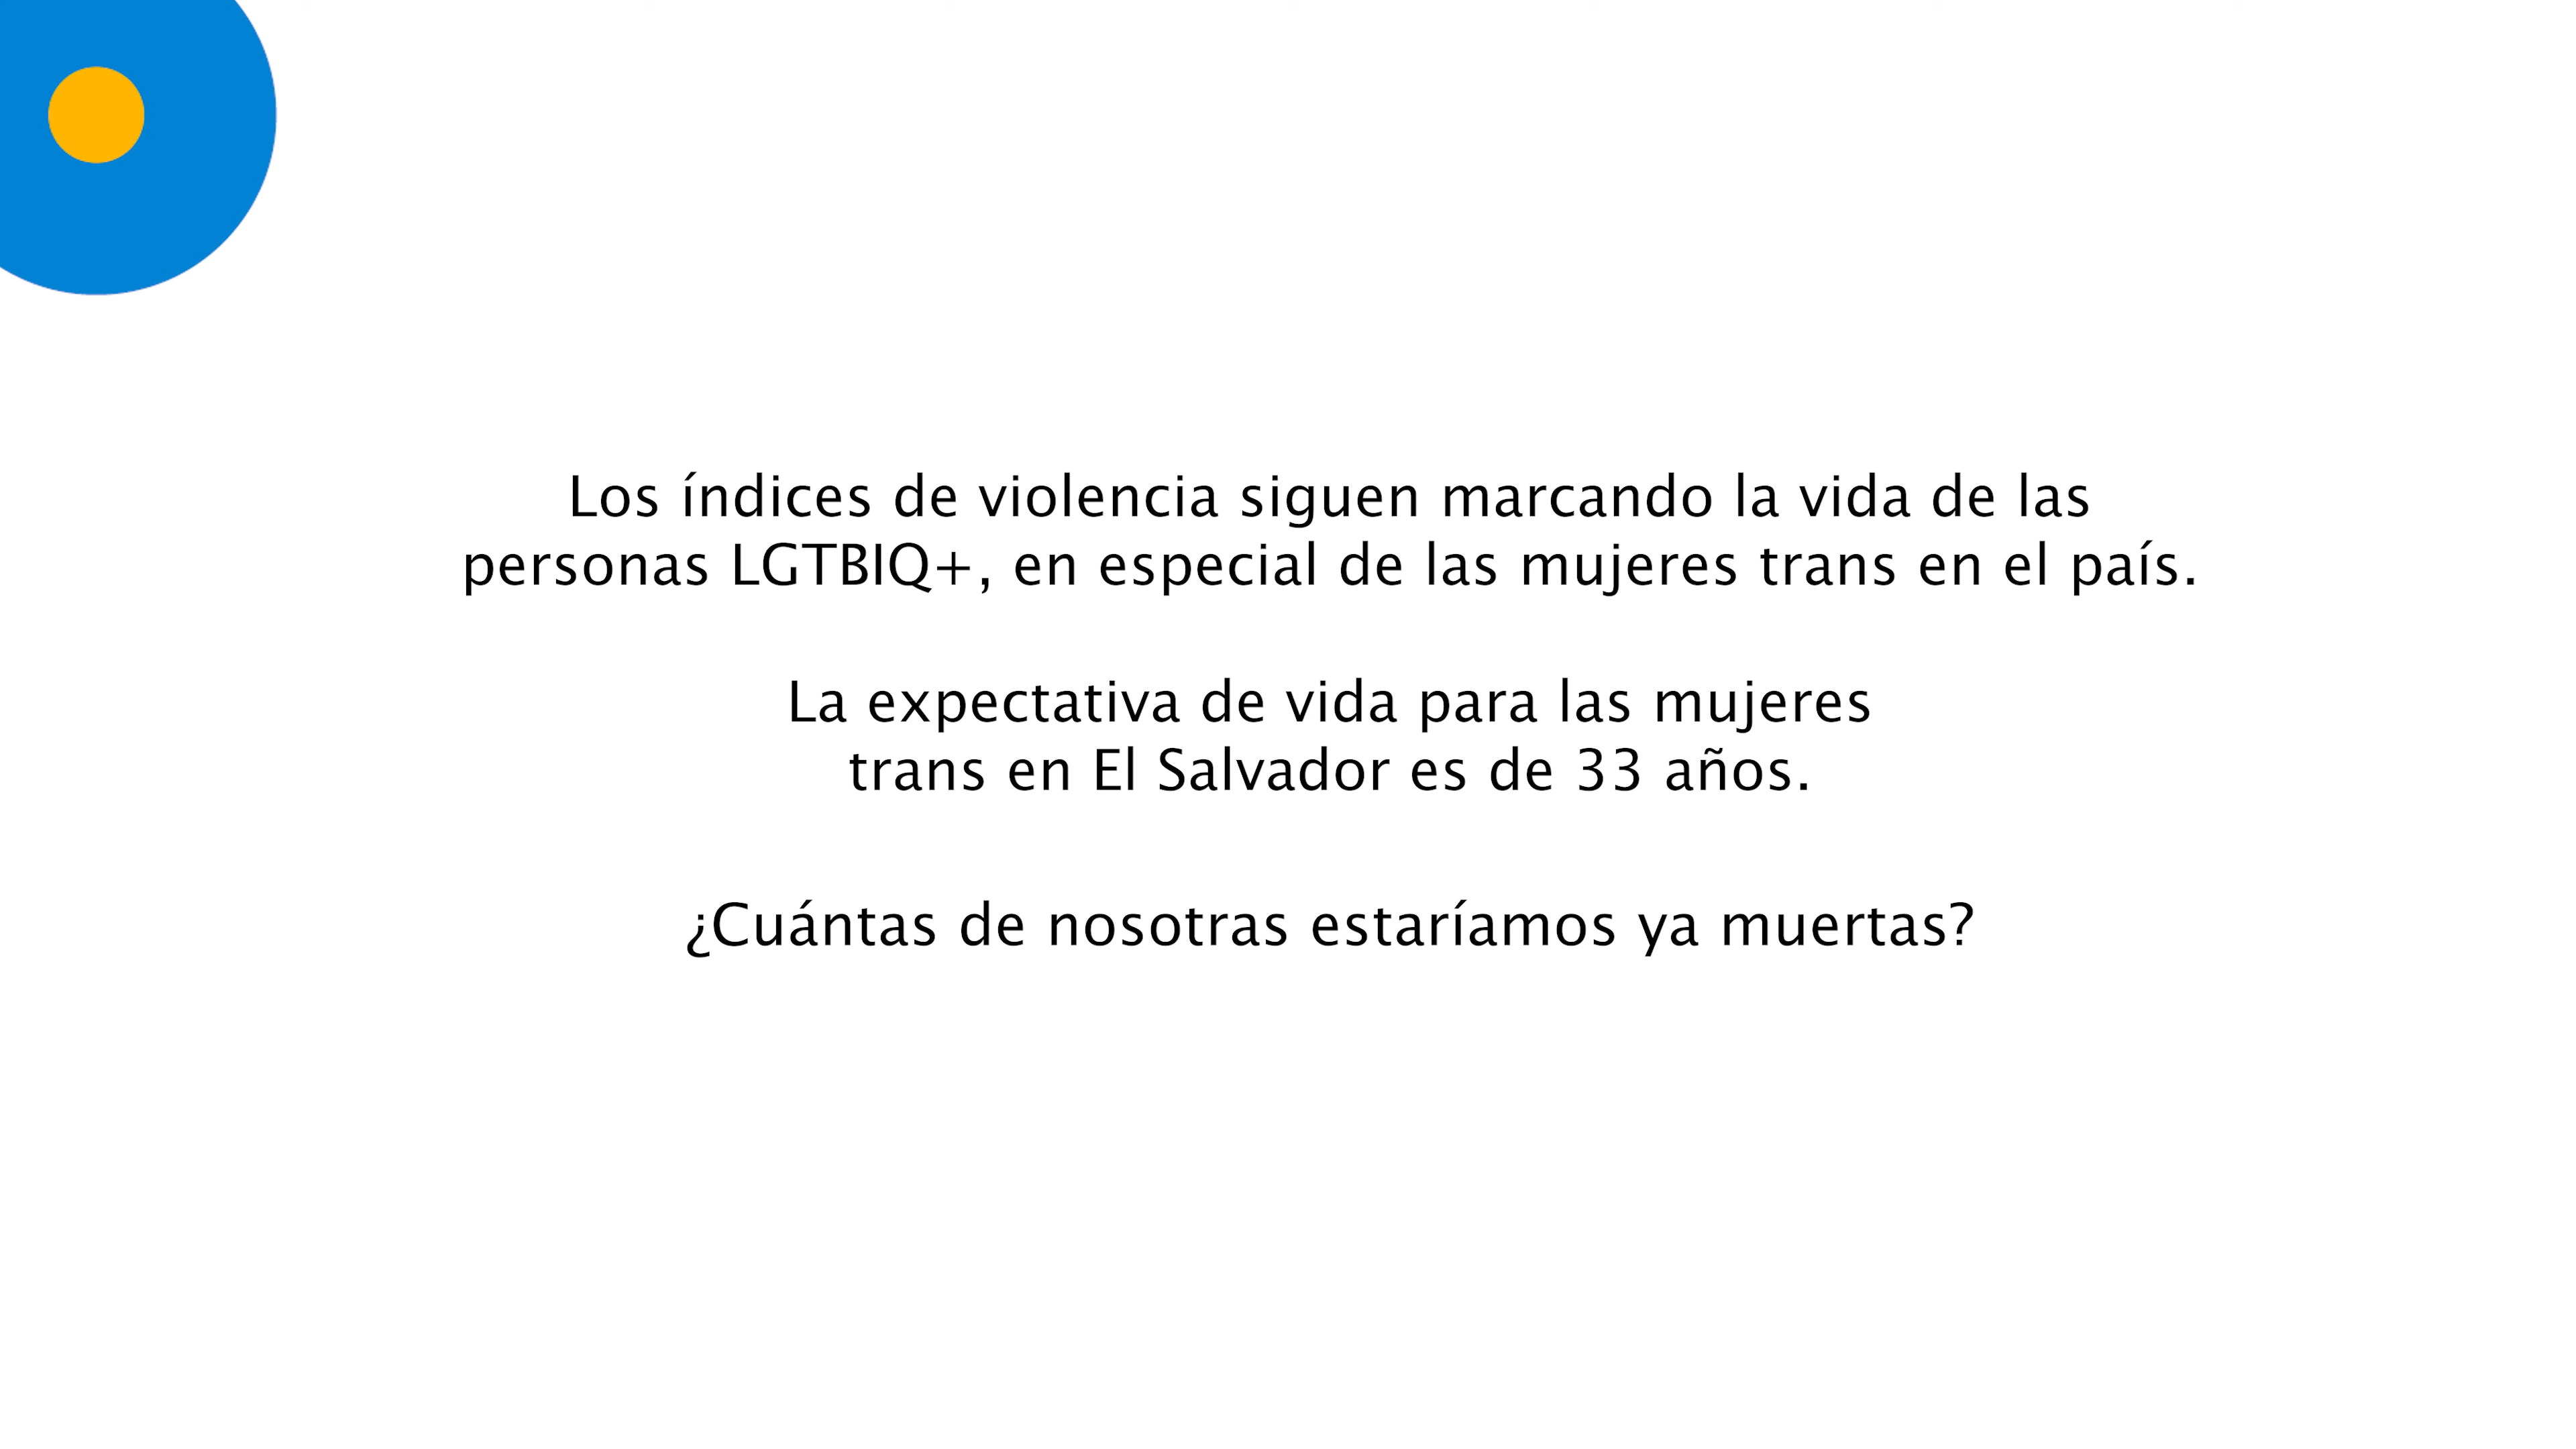 Los índices de violencia siguen marcando la vida de las
personas LGTBIQ+, en especial de las mujeres trans en el país.
La expectativa de vida para las mujeres
trans en El Salvador es de 33 años.
¿Cuántas de nosotras estaríamos ya muertas?